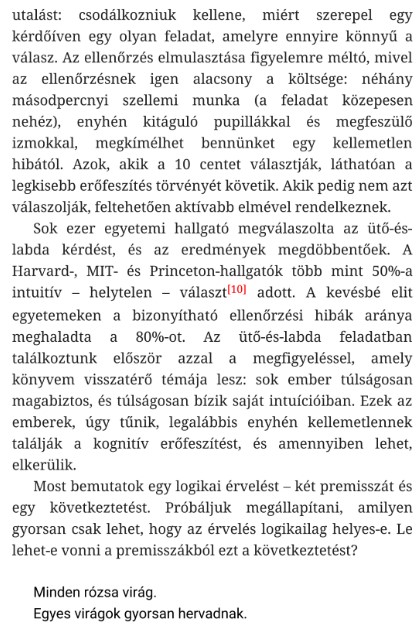 utalást: csodálkozniuk kellene, miért szerepel egy
kérdőíven egy olyan feladat, amelyre ennyire könnyű a
válasz. Az ellenőrzés elmulasztása figyelemre méltó, mivel
az ellenőrzésnek igen alacsony a költsége: néhány
másodpercnyi szellemi munka (a feladat közepesen
nehéz), enyhén kitáguló pupillákkal és megfeszülő
izmokkal, megkímélhet bennünket egy kellemetlen
hibától. Azok, akik a 10 centet választják, láthatóan a
legkisebb erőfeszítés törvényét követik. Akik pedig nem azt
válaszolják, feltehetően aktívabb elmével rendelkeznek.
Sok ezer egyetemi hallgató megválaszolta az ütő-és-
labda kérdést, és az eredmények megdöbbentőek. A
Harvard-, MIT- és Princeton-hallgatók több mint 50%-a
intuitív – helytelen – választ[10] adott. A kevésbé elit
egyetemeken a bizonyítható ellenőrzési hibák aránya
meghaladta a 80%-ot. Az ütő-és-labda feladatban
találkoztunk először azzal a megfigyeléssel, amely
könyvem visszatérő témája lesz: sok ember túlságosan
magabiztos, és túlságosan bízik saját intuícióiban. Ezek az
emberek, úgy tűnik, legalábbis enyhén kellemetlennek
találják a kognitív erőfeszítést, és amennyiben lehet,
elkerülik.
Most bemutatok egy logikai érvelést – két premisszát és
egy következtetést. Próbáljuk megállapítani, amilyen
gyorsan csak lehet, hogy az érvelés logikailag helyes-e. Le
lehet-e vonni a premisszákból ezt a következtetést?
Minden rózsa virág.
Egyes virágok gyorsan hervadnak.